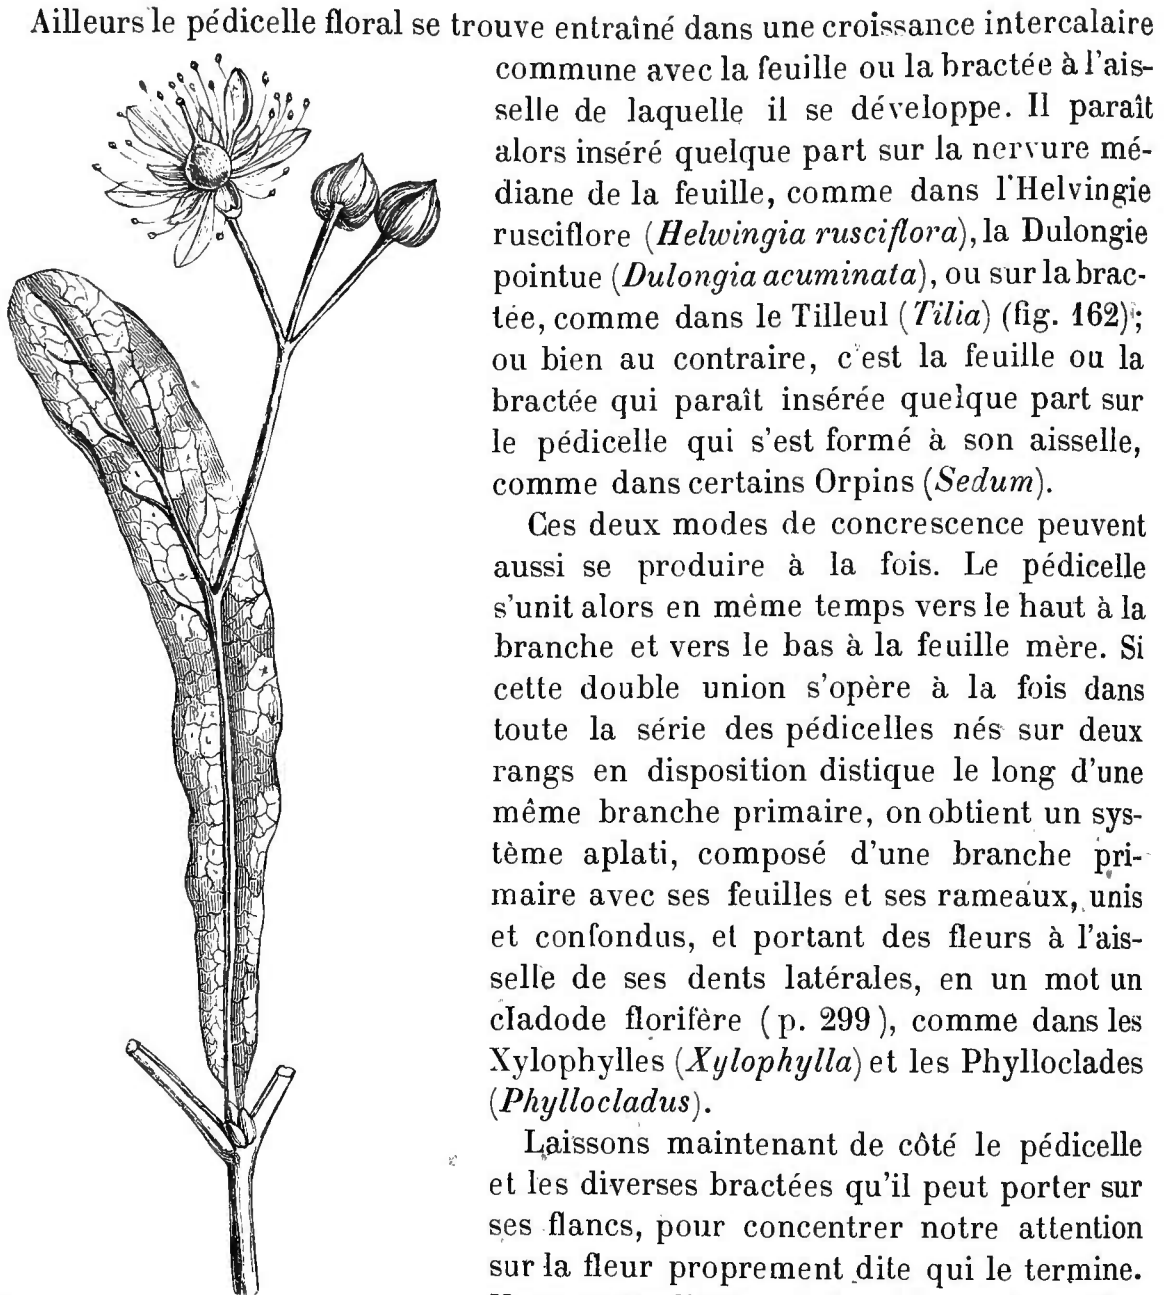 Ailleurs le pédicelle floral se trouve entraîné dans une croissance intercalaire
commune avec la feuille ou la bractée à l'ais-
selle de laquelle il se développe. Il paraît
alors inséré quelque part sur la nervure mé-
diane de la feuille, comme dans l'Helvingie
rusciflore (Helwingia rusciflora), la Dulongie
pointue (Dulongia acuminata), ou sur la brac-
tée, comme dans le Tilleul (Tilia) (fig. 162);
ou bien au contraire, c'est la feuille ou la
bractée qui paraît insérée quelque part sur
le pédicelle qui s'est formé à son aisselle,
comme dans certains Orpins (Sedum).
Ces deux modes de concrescence peuvent
aussi se produire à la fois. Le pédicelle
s'unit alors en même temps vers le haut à la
branche et vers le bas à la feuille mère. Si
cette double union s'opère à la fois dans
toute la série des pédicelles nés sur deux
rangs en disposition distique le long d'une
même branche primaire, on obtient un sys-
tème aplati, composé d'une branche pri-
maire avec ses feuilles et ses rameaux, unis
et confondus, et portant des fleurs à l'ais-
selle de ses dents latérales, en un mot un
cladode florifère (p. 299), comme dans les
Xylophylles (Xylophylla) et les Phylloclades
(Phyllocladus).
Laissons maintenant de côté le pédicelle
et les diverses bractées qu'il peut porter sur
ses flancs, pour concentrer notre attention
sur la fleur proprement dite qui le termine.